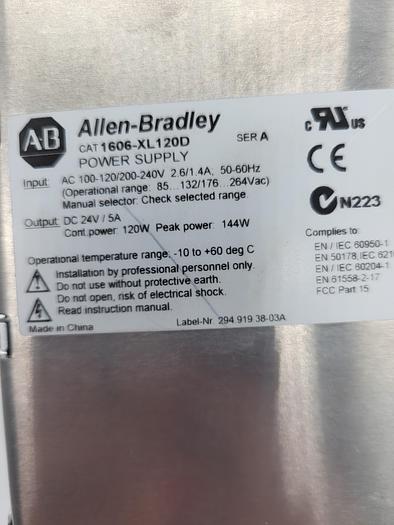 AB
Allen-Bradley
CAT 1606-XL120D SER A
POWER SUPPLY
Input: AC 100-120/200-240V 2.6/1.4A, 50-60Hz
(Operational range: 85...132/176...264Vac)
Manual selector: Check selected range.
Output: DC 24V / 5A
Cont.power: 120W Peak power: 144W
Operational temperature range: -10 to +60 deg C
Installation by professional personnel only.
Do not use without protective earth.
Do not open, risk of electrical shock.
Read instruction manual.
Made in China
Label-Nr. 294.919.38-03A
c UL US
CE
N223
Complies to:
EN / IEC 60950-1
EN 50178, IEC
EN / IEC 60204-1
EN 61558-2-17
FCC Part 15